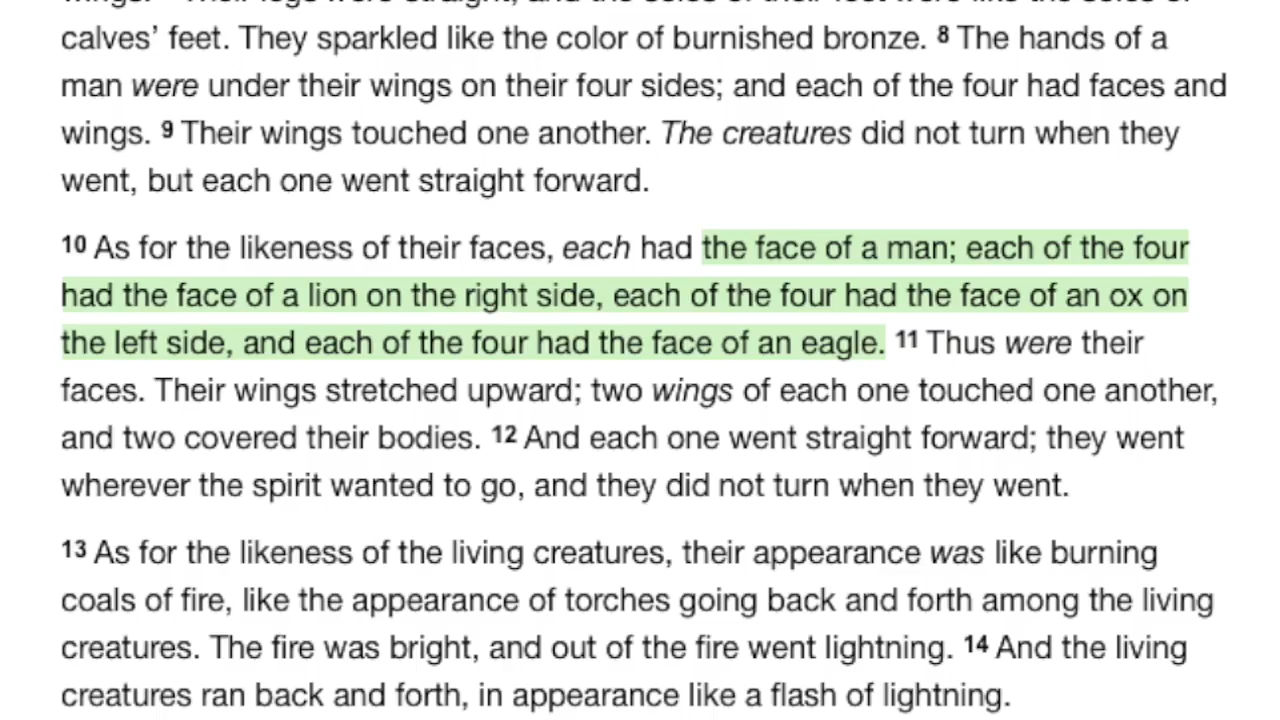 calves’ feet. They sparkled like the color of burnished bronze. 8 The hands of a
man were under their wings on their four sides; and each of the four had faces and
wings. 9 Their wings touched one another. The creatures did not turn when they
went, but each one went straight forward.
10 As for the likeness of their faces, each had the face of a man; each of the four
had the face of a lion on the right side, each of the four had the face of an ox on
the left side, and each of the four had the face of an eagle. 11 Thus were their
faces. Their wings stretched upward; two wings of each one touched one another,
and two covered their bodies. 12 And each one went straight forward; they went
wherever the spirit wanted to go, and they did not turn when they went.
13 As for the likeness of the living creatures, their appearance was like burning
coals of fire, like the appearance of torches going back and forth among the living
creatures. The fire was bright, and out of the fire went lightning. 14 And the living
creatures ran back and forth, in appearance like a flash of lightning.